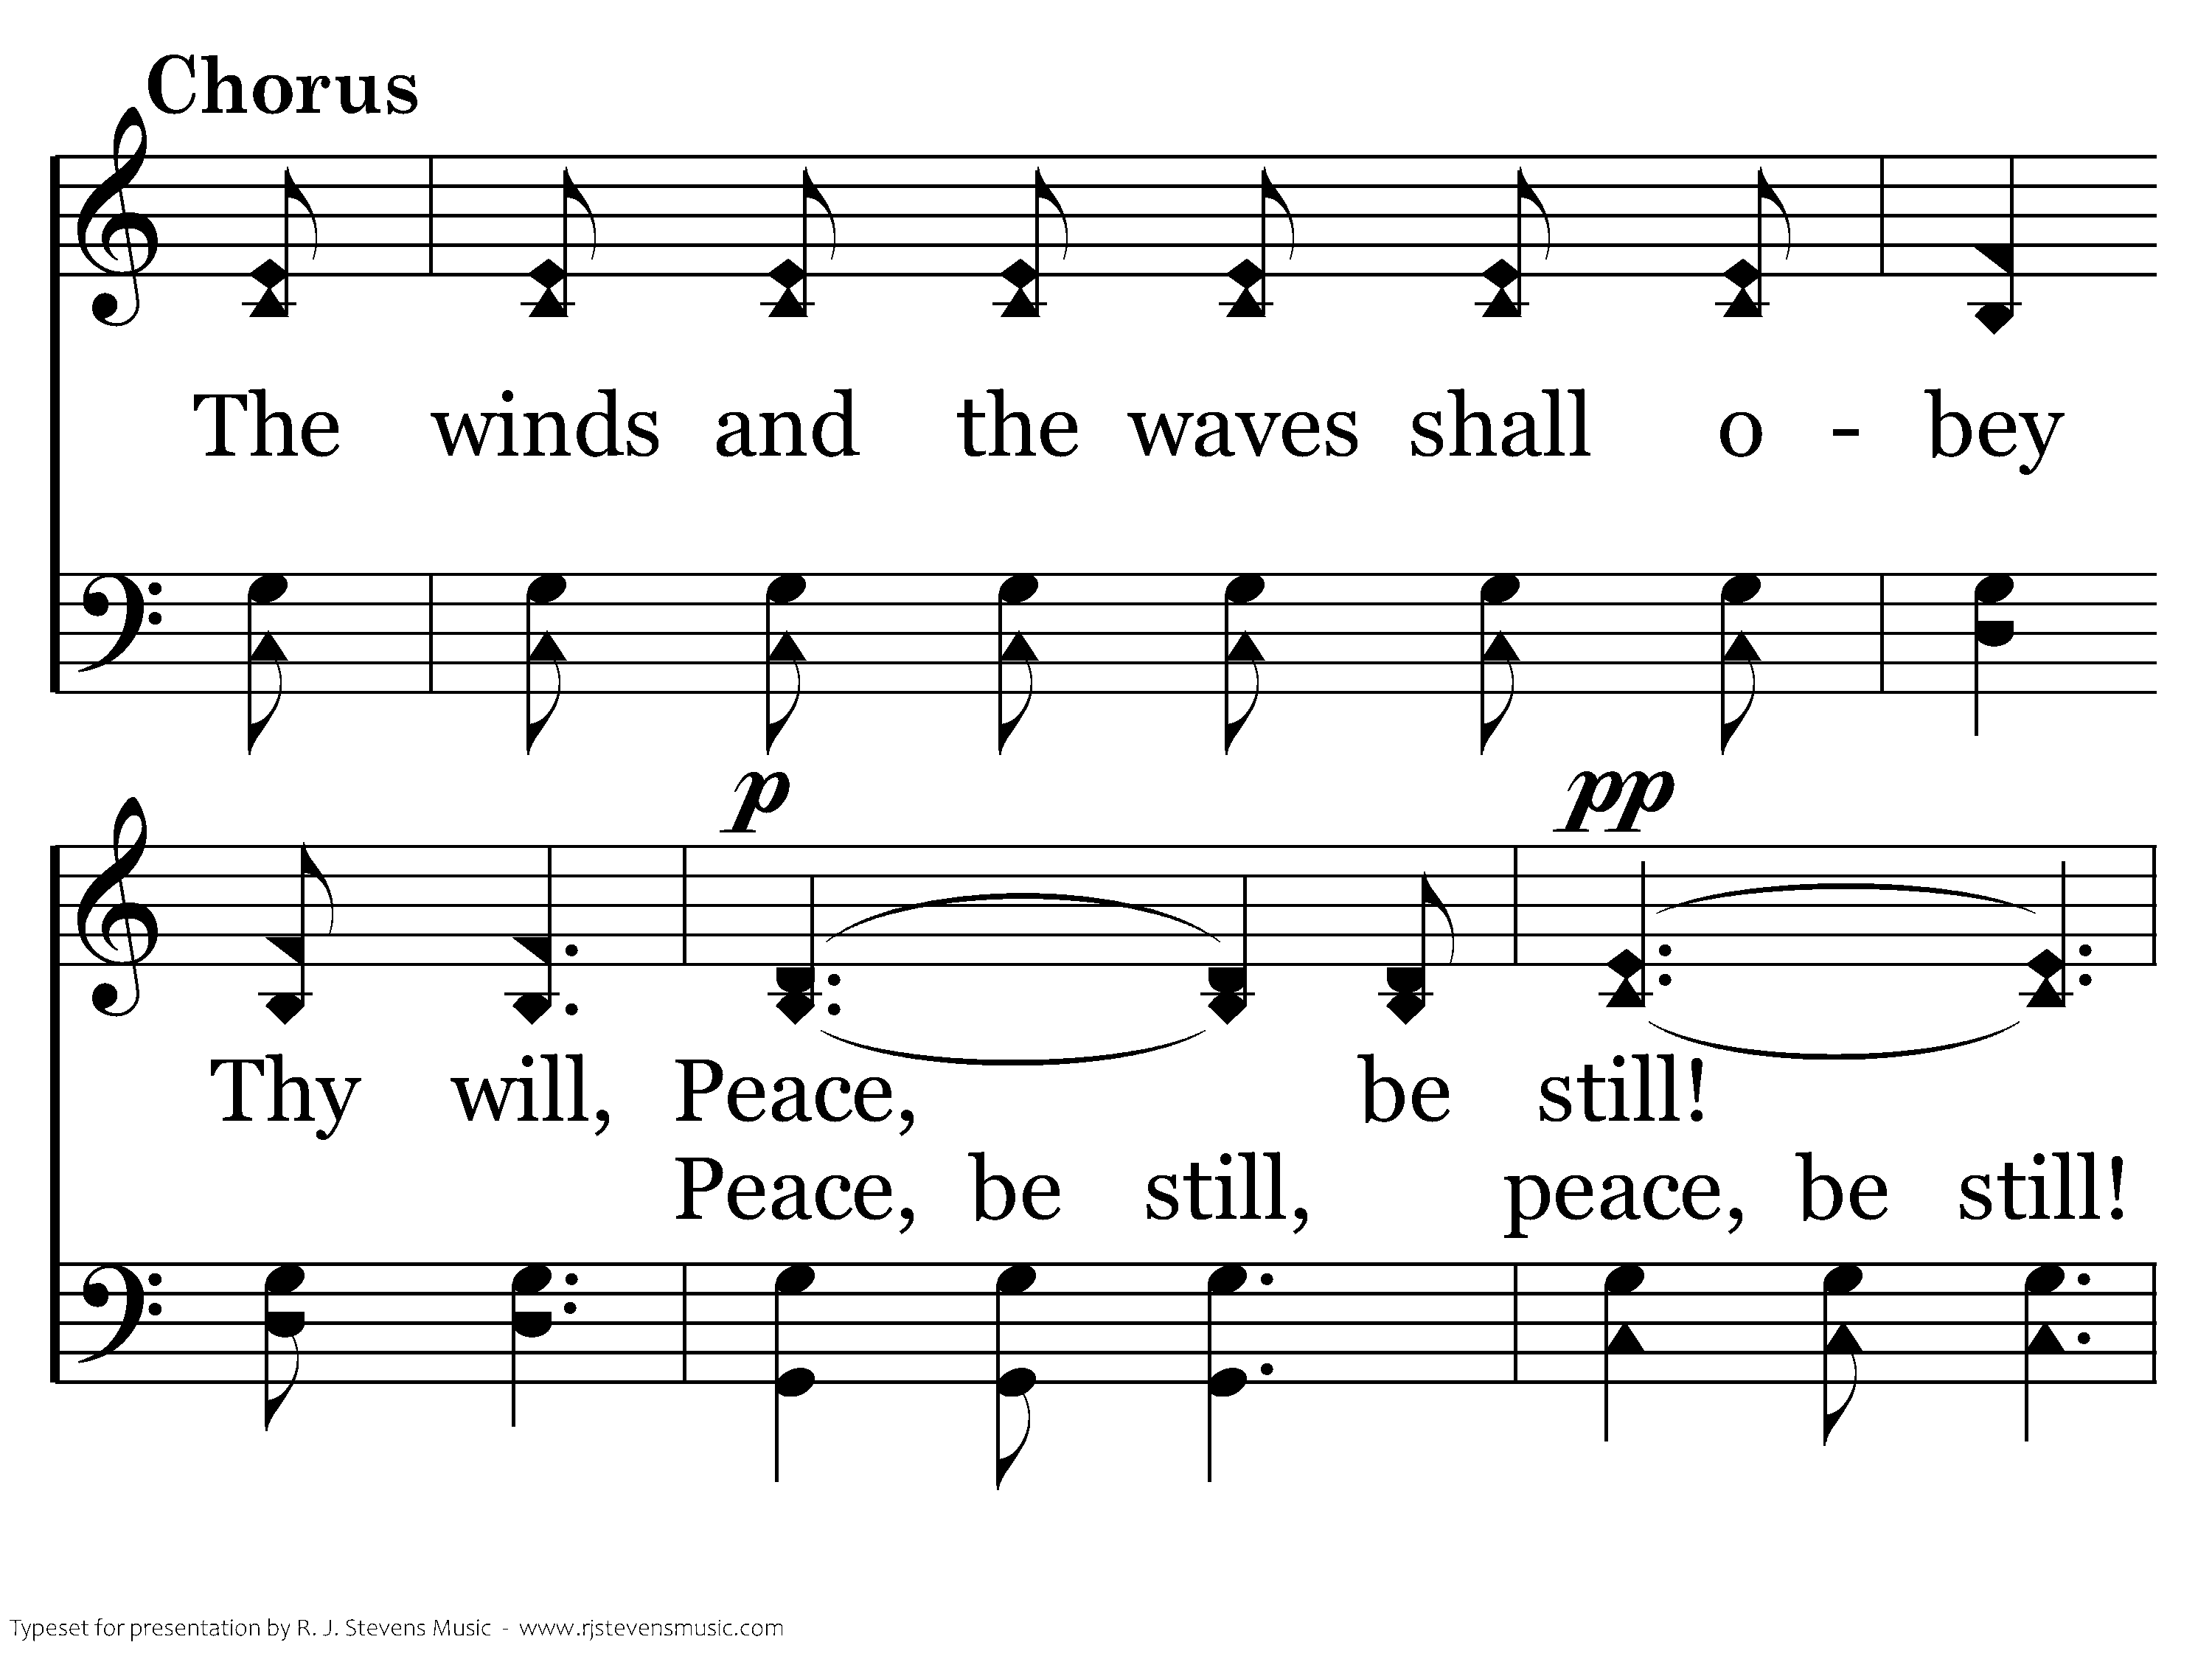 Chorus
The winds and the waves shall o - bey
p pp
Thy will, Peace, be still!
Peace, be still, peace, be still!
Typeset for presentation by R. J. Stevens Music - www.rjstevensmusic.com